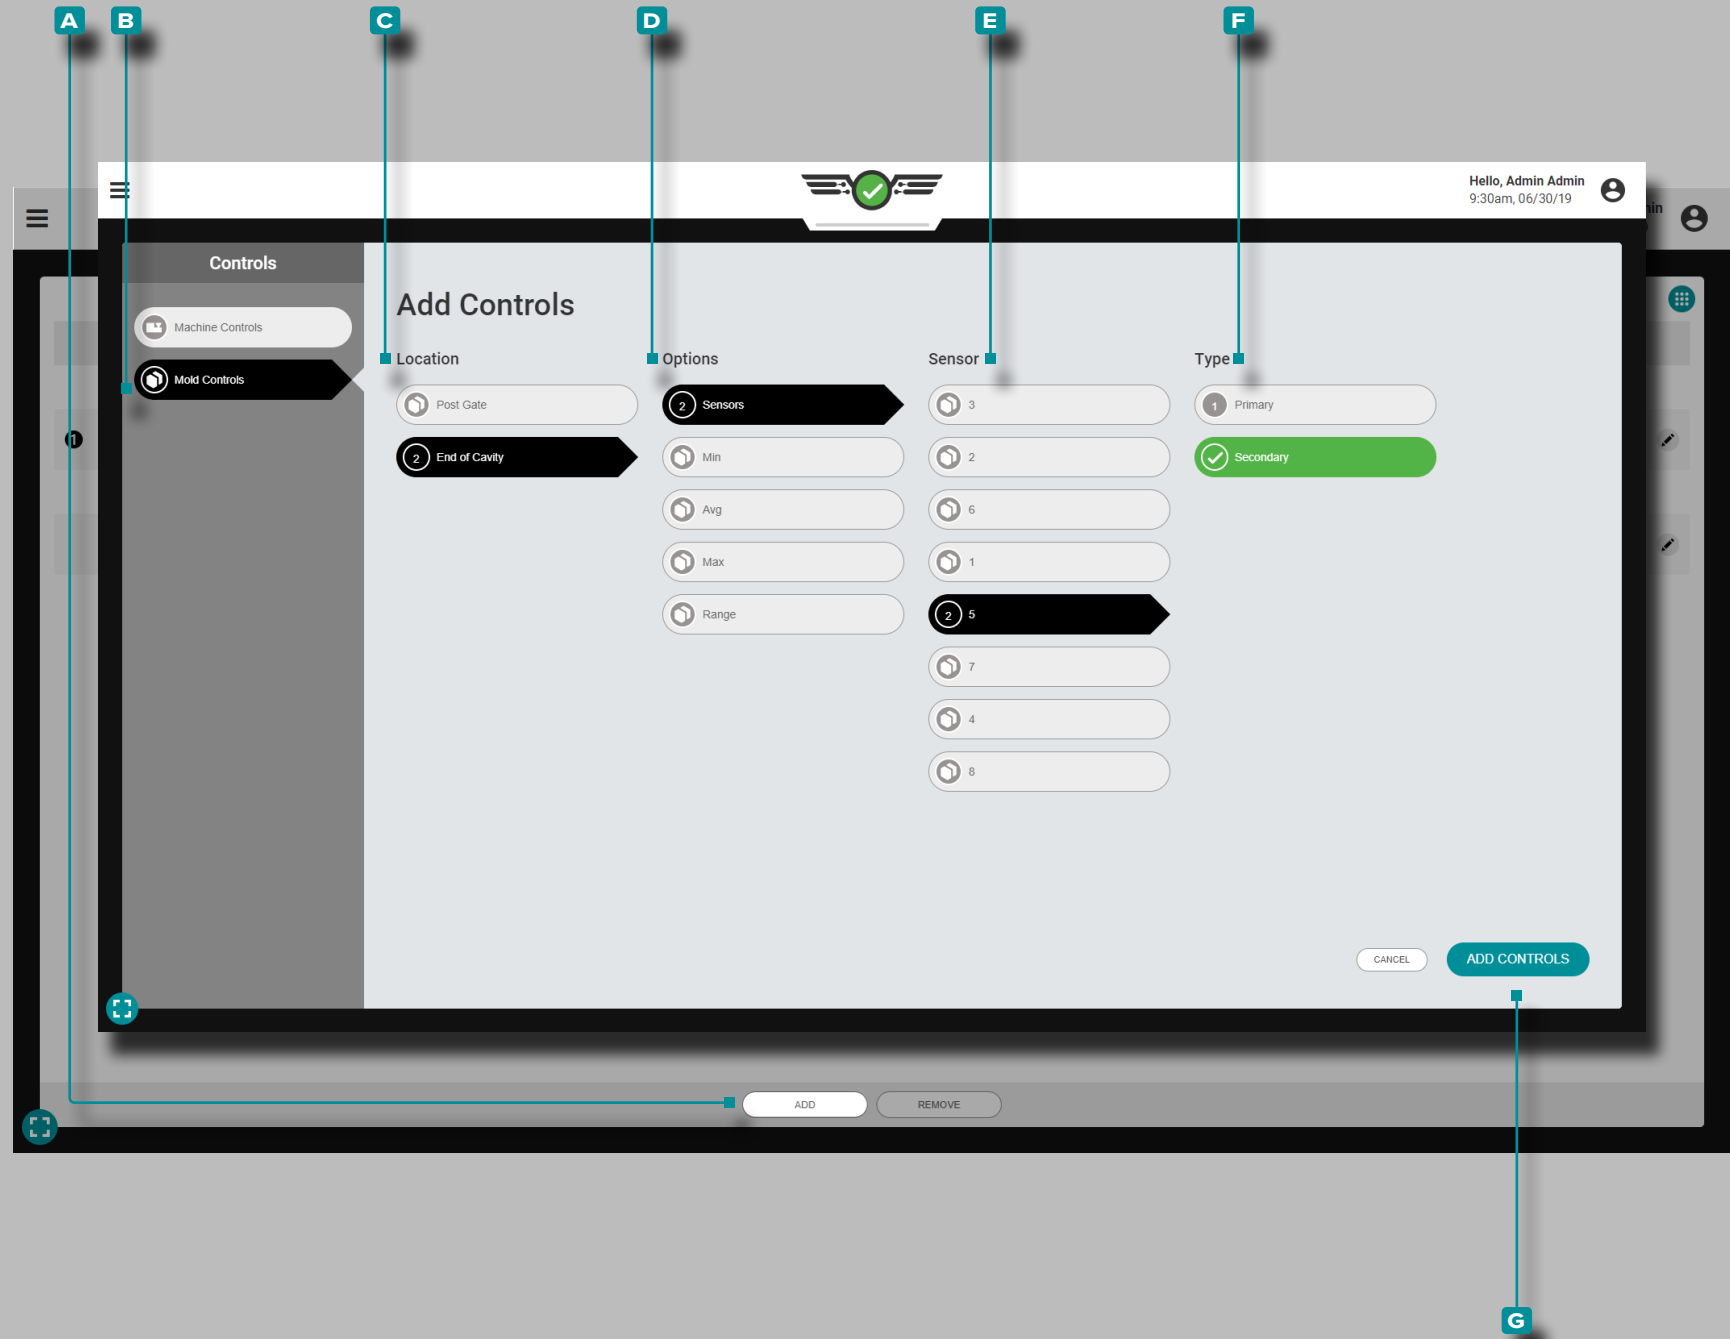 A B C D E F
Hello, Admin Admin
9:30am, 06/30/19
Controls
Machine Controls
Mold Controls
Add Controls
Location
Post Gate
2 End of Cavity
Options
2 Sensors
Min
Avg
Max
Range
Sensor
3
2
6
1
2 5
7
4
8
Type
1 Primary
Secondary
CANCEL
ADD CONTROLS
1
ADD
REMOVE
G